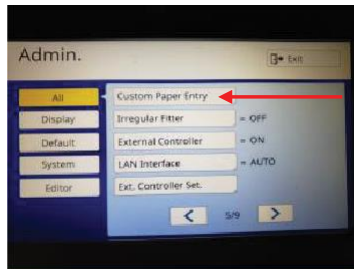 Admin.
Exit
All
Custom Paper Entry
Display
Irregular Fitter = OFF
Default
External Controller = ON
System
LAN Interface = AUTO
Editor
Ext. Controller Set.
< 5/9 >